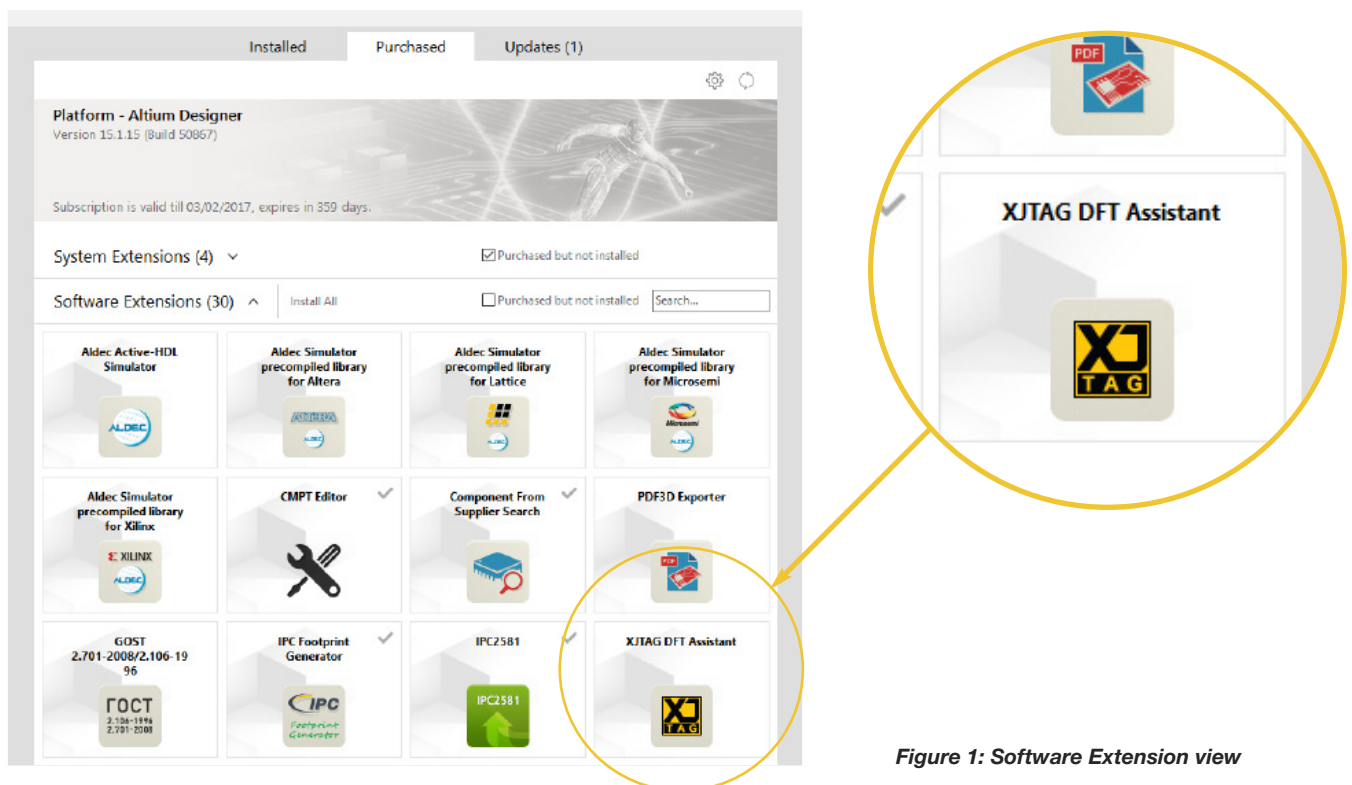 Installed Purchased Updates (1)
Platform - Altium Designer
Version 15.1.15 (Build 50867)
Subscription is valid till 03/02/2017, expires in 359 days.
System Extensions (4) Purchased but not installed
Software Extensions (30) Install All Purchased but not installed Search...
Aldec Active-HDL
Simulator
ALDEC
Aldec Simulator
precompiled library
for Altera
ALTERA
ALDEC
Aldec Simulator
precompiled library
for Lattice
ALDEC
Aldec Simulator
precompiled library
for Microsemi
Microsemi
ALDEC
Aldec Simulator
precompiled library
for Xilinx
XILINX
ALDEC
CMPT Editor
Component From
Supplier Search
PDF3D Exporter
PDF
GOST
2.701-2008/2.106-19
96
ГОСТ
2.106-1996
2.701-2008
IPC Footprint
Generator
IPC
Footprint
Generator
IPC2581
IPC2581
XJTAG DFT Assistant
XJ
TAG
PDF
XJTAG DFT Assistant
XJ
TAG
Figure 1: Software Extension view